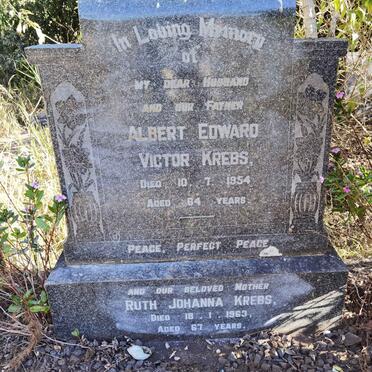 In Loving Memory
of
MY DEAR HUSBAND
AND OUR FATHER
ALBERT EDWARD
VICTOR KREBS,
DIED 10·7·1954
AGED 64 YEARS
PEACE, PERFECT PEACE
AND OUR BELOVED MOTHER
RUTH JOHANNA KREBS,
DIED 18·1·1963,
AGED 67 YEARS.